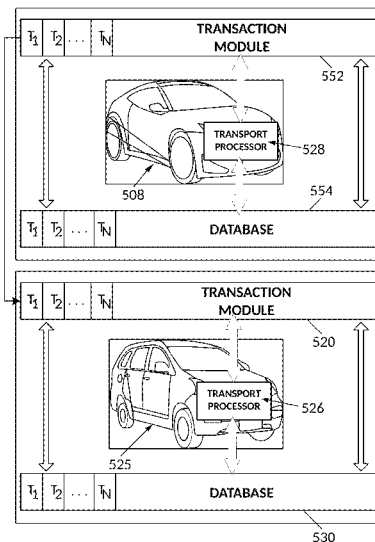 T1 T2 ... TN TRANSACTION
MODULE
552
TRANSPORT
PROCESSOR
528
508
554
T1 T2 ... TN DATABASE
T1 T2 ... TN TRANSACTION
MODULE
520
TRANSPORT
PROCESSOR
526
525
T1 T2 ... TN DATABASE
530